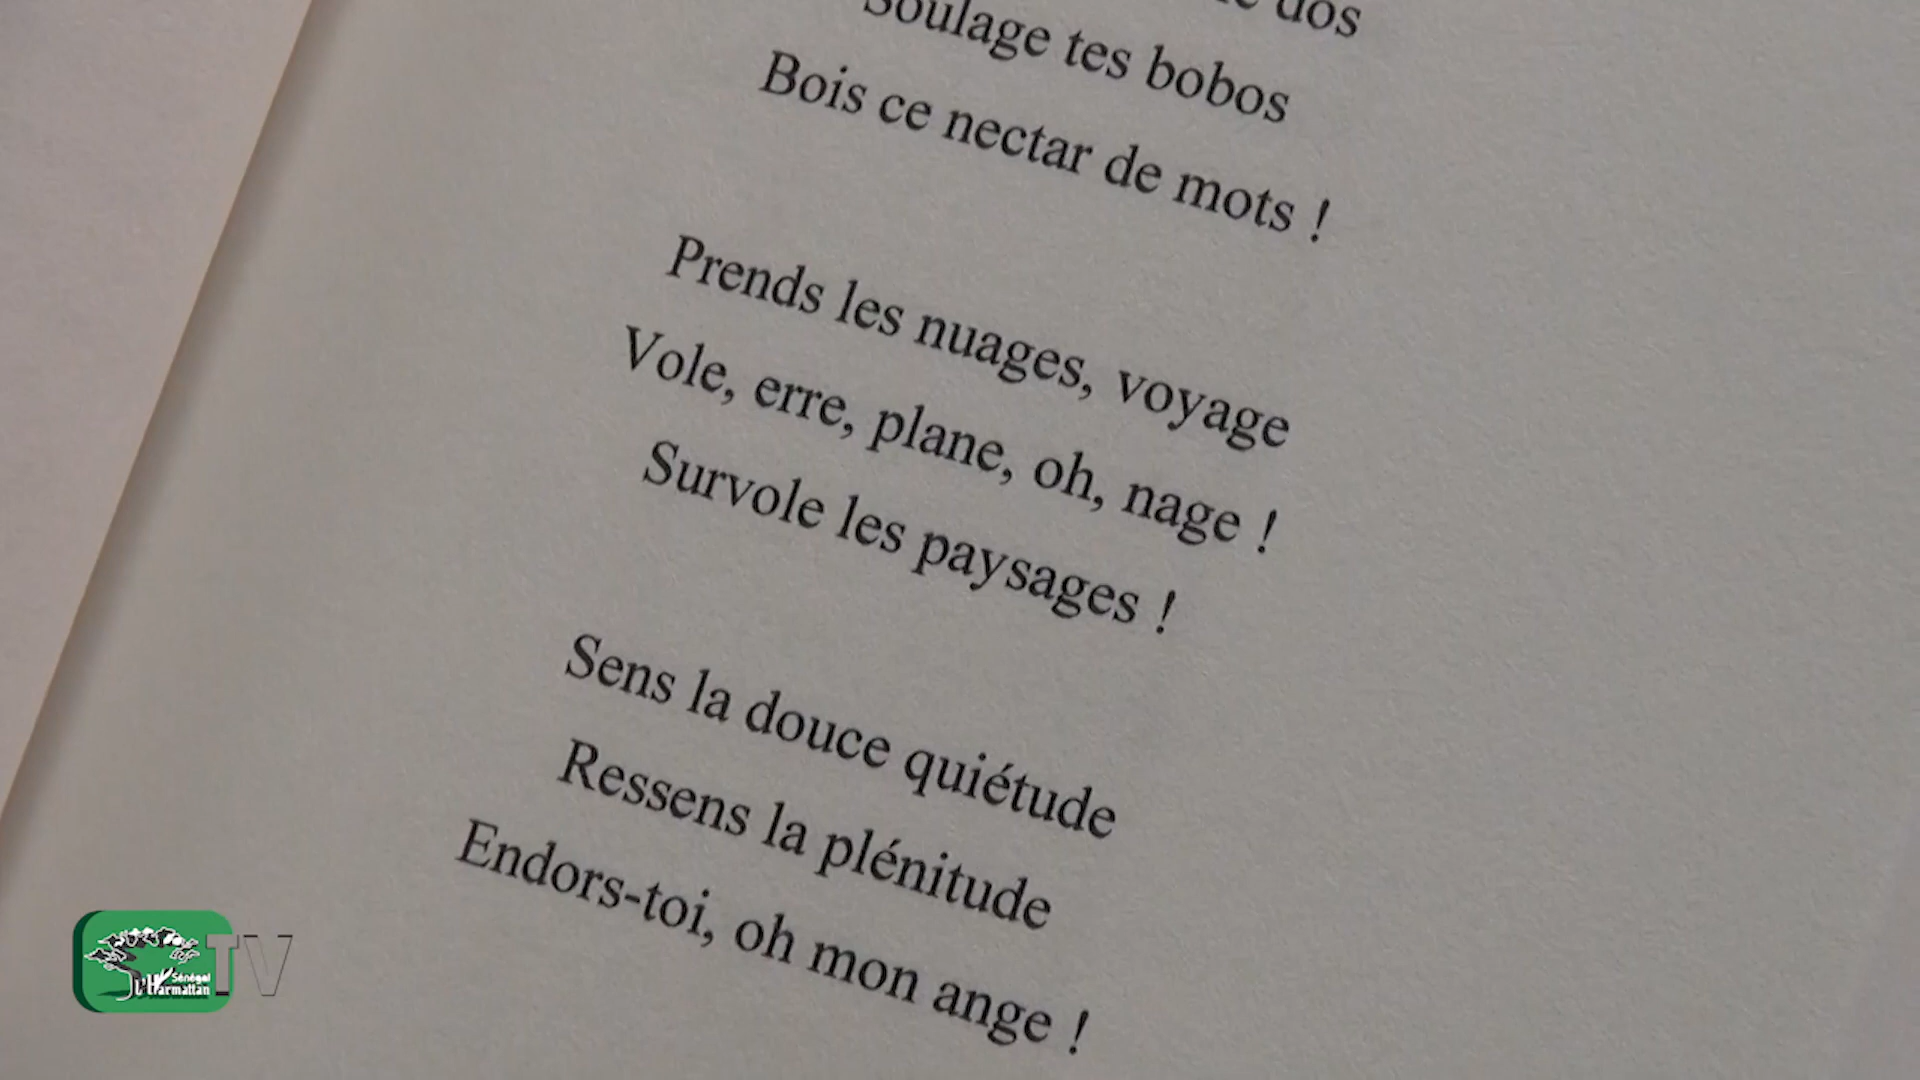 dos
Soulage tes bobos
Bois ce nectar de mots !
Prends les nuages, voyage
Vole, erre, plane, oh, nage !
Survole les paysages !
Sens la douce quiétude
Ressens la plénitude
Endors-toi, oh mon ange !
Sénégal
L'Harmattan
TV